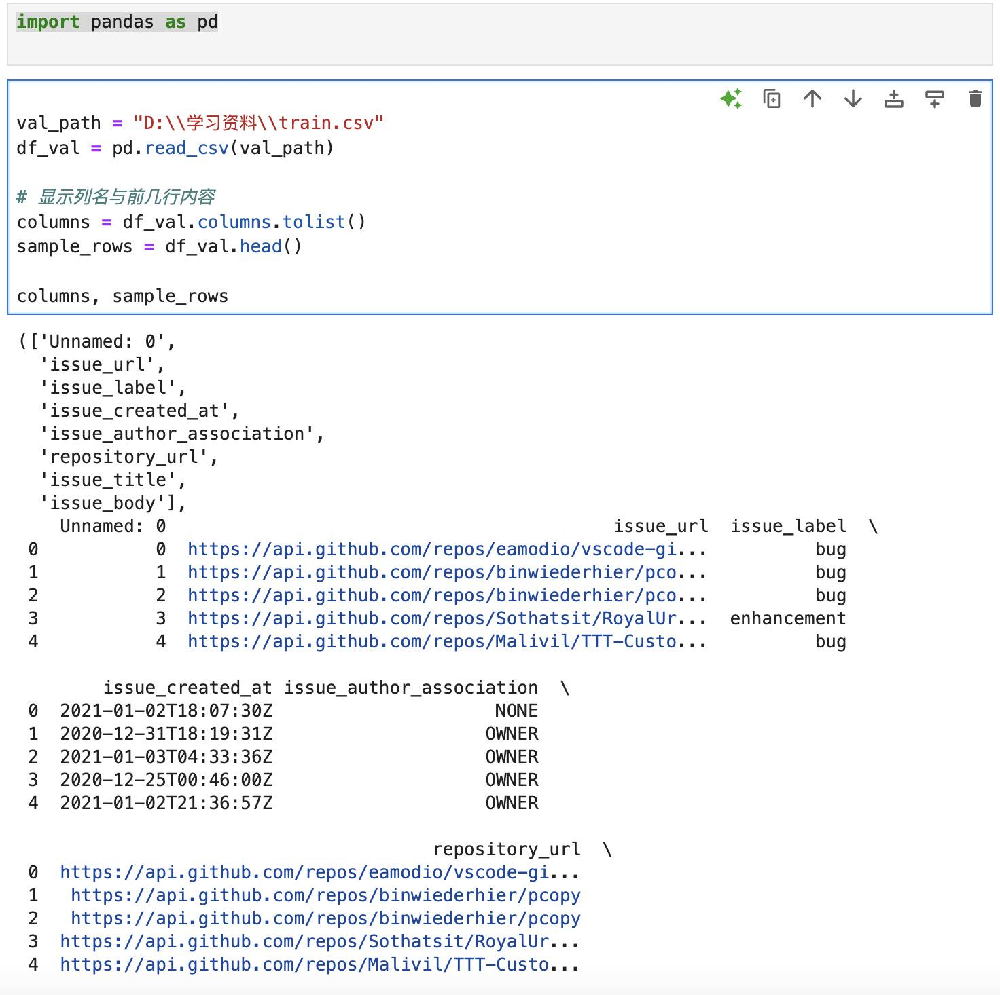 import pandas as pd
val_path = "D:\\学习资料\\train.csv"
df_val = pd.read_csv(val_path)
# 显示列名与前几行内容
columns = df_val.columns.tolist()
sample_rows = df_val.head()
columns, sample_rows
(['Unnamed: 0',
'issue_url',
'issue_label',
'issue_created_at',
'issue_author_association',
'repository_url',
'issue_title',
'issue_body'],
Unnamed: 0 issue_url issue_label \
0 0 https://api.github.com/repos/eamodio/vscode-gi... bug
1 1 https://api.github.com/repos/binwiederhier/pco... bug
2 2 https://api.github.com/repos/binwiederhier/pco... bug
3 3 https://api.github.com/repos/Sothatsit/RoyalUr... enhancement
4 4 https://api.github.com/repos/Malivil/TTT-Custo... bug
issue_created_at issue_author_association \
0 2021-01-02T18:07:30Z NONE
1 2020-12-31T18:19:31Z OWNER
2 2021-01-03T04:33:36Z OWNER
3 2020-12-25T00:46:00Z OWNER
4 2021-01-02T21:36:57Z OWNER
repository_url \
0 https://api.github.com/repos/eamodio/vscode-gi...
1 https://api.github.com/repos/binwiederhier/pcopy
2 https://api.github.com/repos/binwiederhier/pcopy
3 https://api.github.com/repos/Sothatsit/RoyalUr...
4 https://api.github.com/repos/Malivil/TTT-Custo...